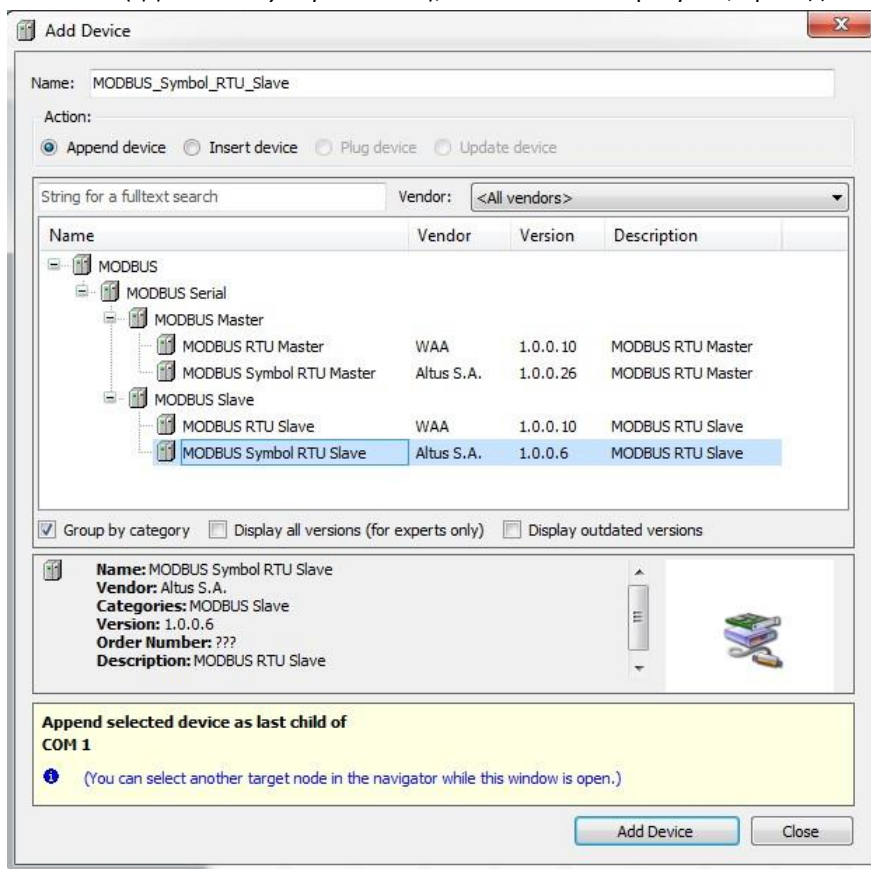 Add Device
Name: MODBUS_Symbol_RTU_Slave
Action:
Append device Insert device Plug device Update device
String for a fulltext search Vendor: <All vendors>
Name Vendor Version Description
MODBUS
MODBUS Serial
MODBUS Master
MODBUS RTU Master WAA 1.0.0.10 MODBUS RTU Master
MODBUS Symbol RTU Master Altus S.A. 1.0.0.26 MODBUS RTU Master
MODBUS Slave
MODBUS RTU Slave WAA 1.0.0.10 MODBUS RTU Slave
MODBUS Symbol RTU Slave Altus S.A. 1.0.0.6 MODBUS RTU Slave
Group by category Display all versions (for experts only) Display outdated versions
Name: MODBUS Symbol RTU Slave
Vendor: Altus S.A.
Categories: MODBUS Slave
Version: 1.0.0.6
Order Number: ???
Description: MODBUS RTU Slave
Append selected device as last child of
COM 1
(You can select another target node in the navigator while this window is open.)
Add Device Close